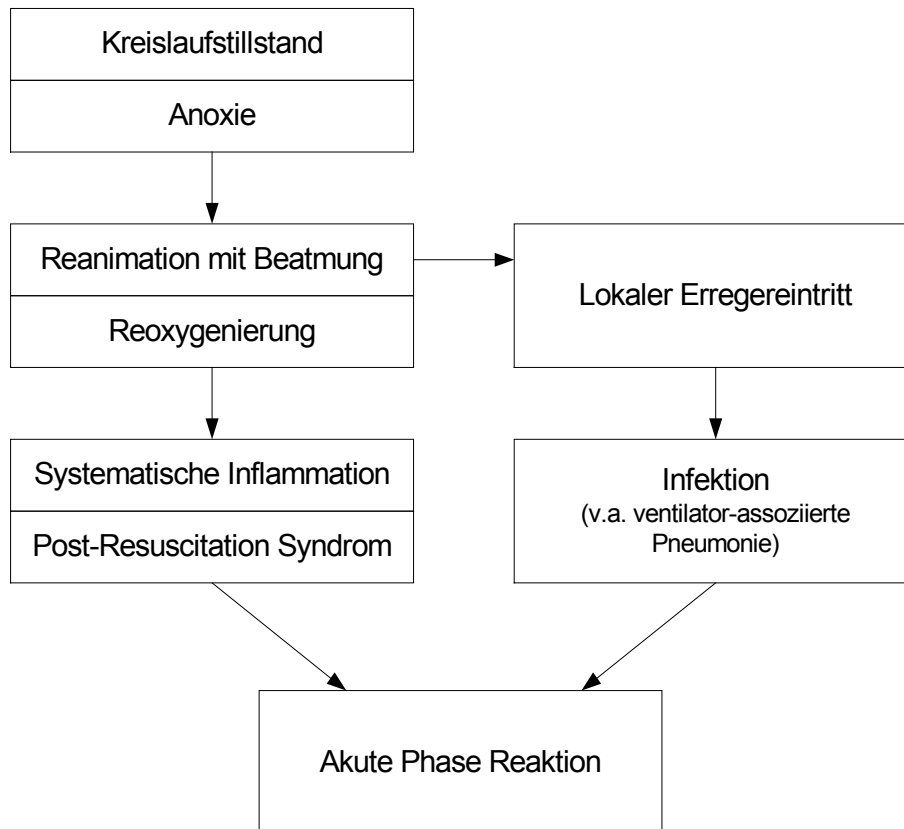 Kreislaufstillstand
Anoxie
Reanimation mit Beatmung
Reoxygenierung
Lokaler Erregereintritt
Systematische Inflammation
Post-Resuscitation Syndrom
Infektion
(v.a. ventilator-assoziierte
Pneumonie)
Akute Phase Reaktion